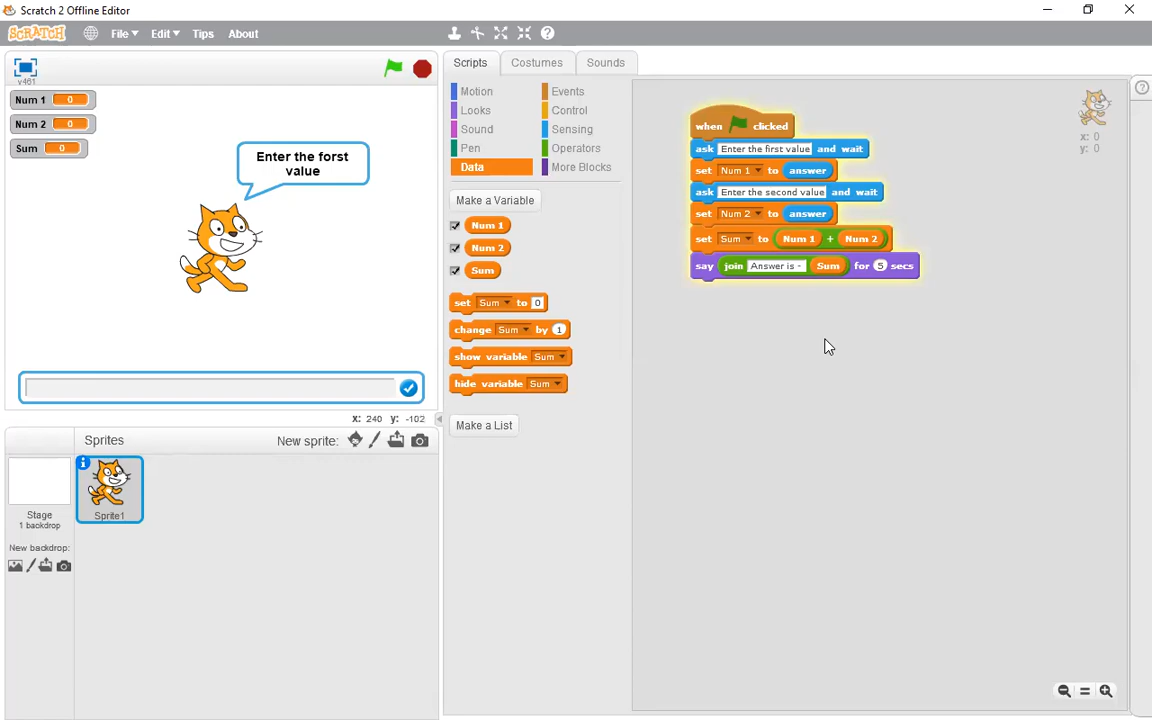 Scratch 2 Offline Editor
SCRATCH File Edit Tips About
v461
Num 1 0
Num 2 0
Sum 0
Enter the forst
value
x: 240 y: -102
Sprites New sprite:
Sprite1
Stage
1 backdrop
New backdrop:
Scripts Costumes Sounds
Motion Events
Looks Control
Sound Sensing
Pen Operators
Data More Blocks
Make a Variable
Num 1
Num 2
Sum
set Sum to 0
change Sum by 1
show variable Sum
hide variable Sum
Make a List
when clicked
ask Enter the first value and wait
set Num 1 to answer
ask Enter the second value and wait
set Num 2 to answer
set Sum to Num 1 + Num 2
say join Answer is - Sum for 5 secs
x: 0
y: 0